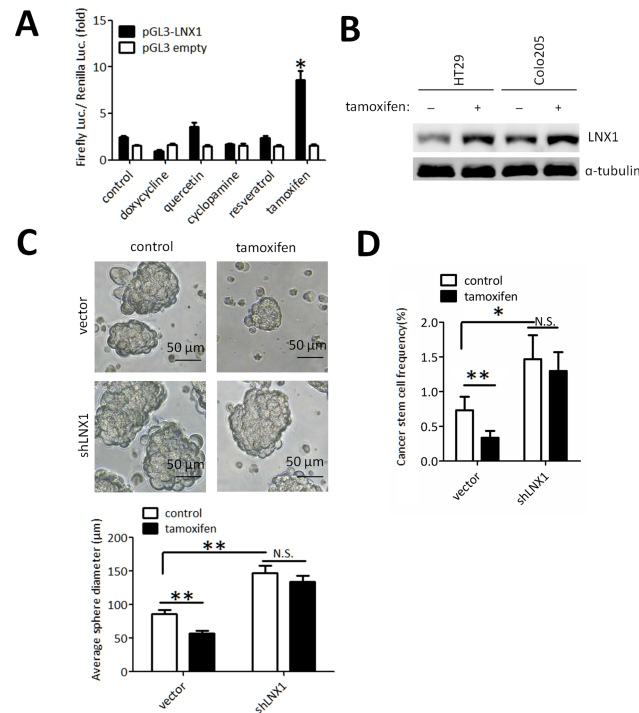 A
Firefly Luc./ Renilla Luc. (fold)
pGL3-LNX1
pGL3 empty
15
10
5
0
*
control
doxycycline
quercetin
cyclopamine
resveratrol
tamoxifen
B
HT29
Colo205
tamoxifen: – + – +
LNX1
α-tubulin
C
control
tamoxifen
vector
50 µm
50 µm
shLNX1
50 µm
50 µm
control
tamoxifen
Average sphere diameter (µm)
200
150
100
50
0
**
**
N.S.
vector
shLNX1
D
control
tamoxifen
Cancer stem cell frequency(%)
2.0
1.5
1.0
0.5
0.0
*
**
N.S.
vector
shLNX1